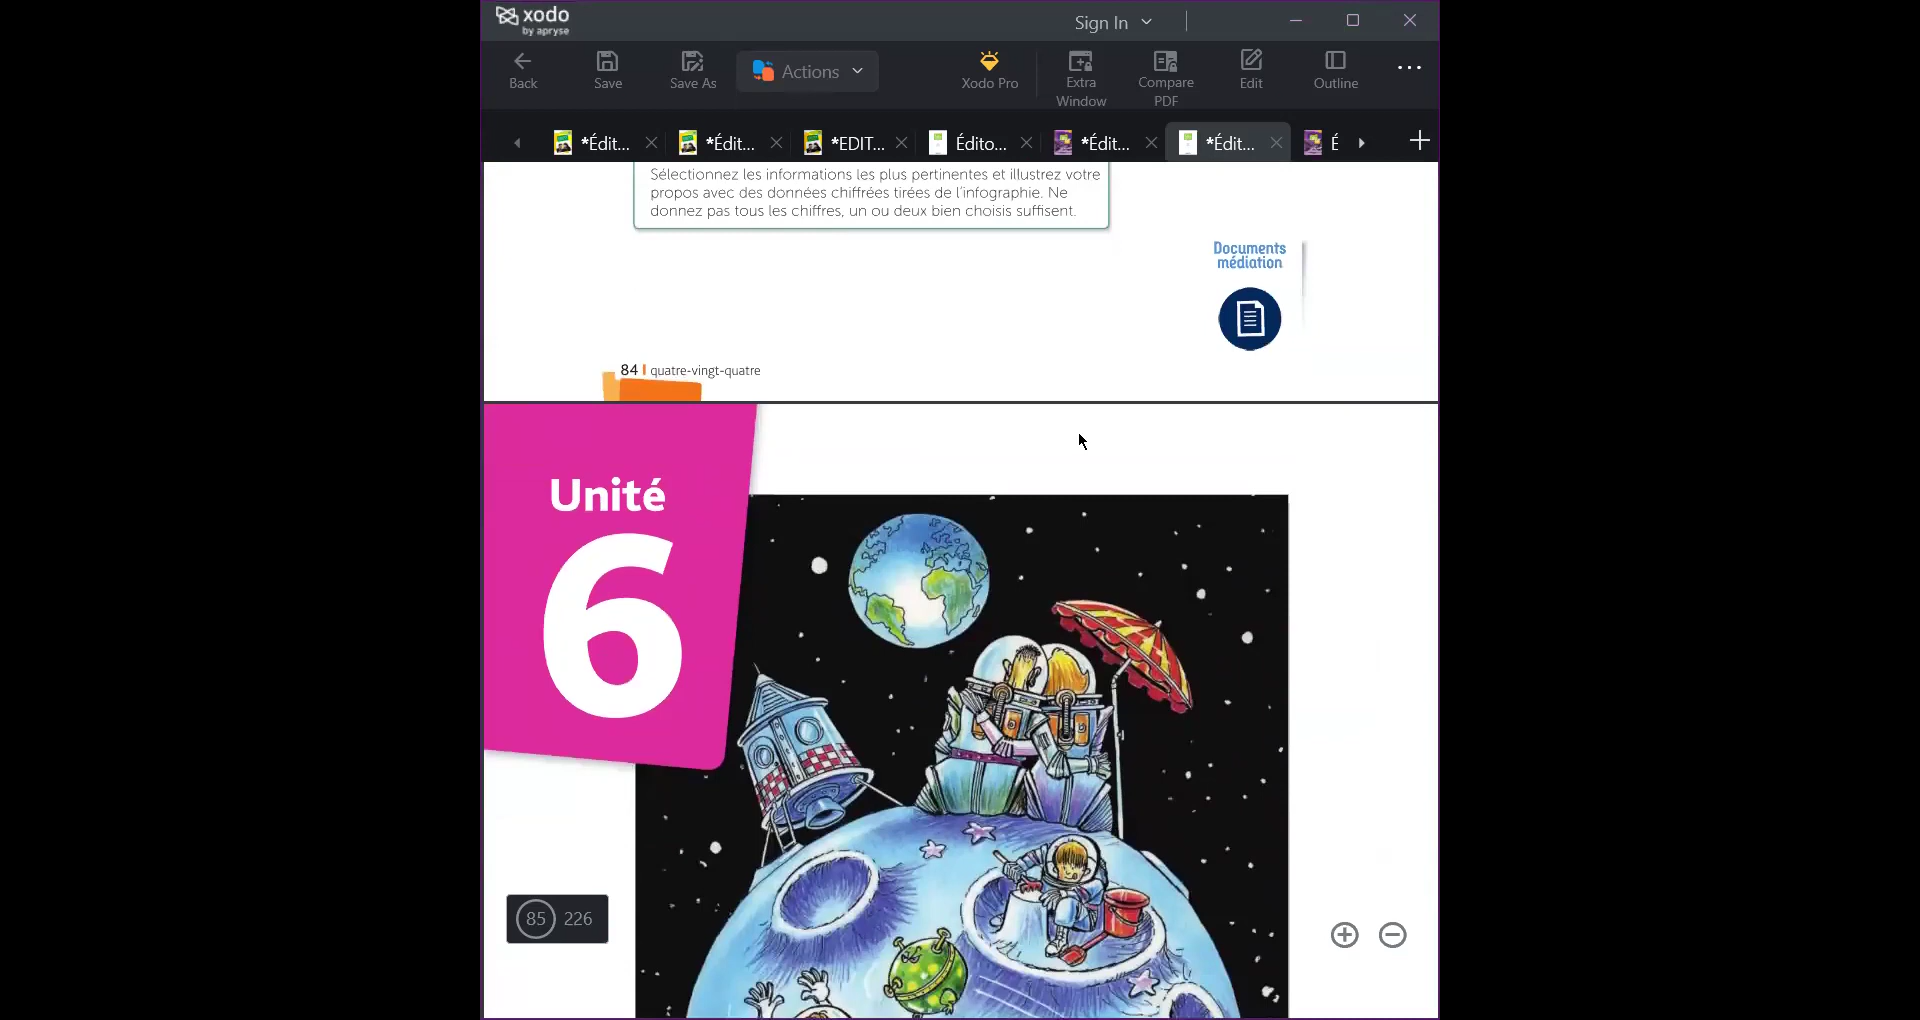 xodo
by apryse
Sign In
Back
Save
Save As
Actions
Xodo Pro
Extra
Window
Compare
PDF
Edit
Outline
*Édit...
*Édit...
*EDIT...
Édito...
*Édit...
*Édit...
É
Sélectionnez les informations les plus pertinentes et illustrez votre
propos avec des données chiffrées tirées de l'infographie. Ne
donnez pas tous les chiffres, un ou deux bien choisis suffisent.
Documents
médiation
84 | quatre-vingt-quatre
Unité
6
85 226